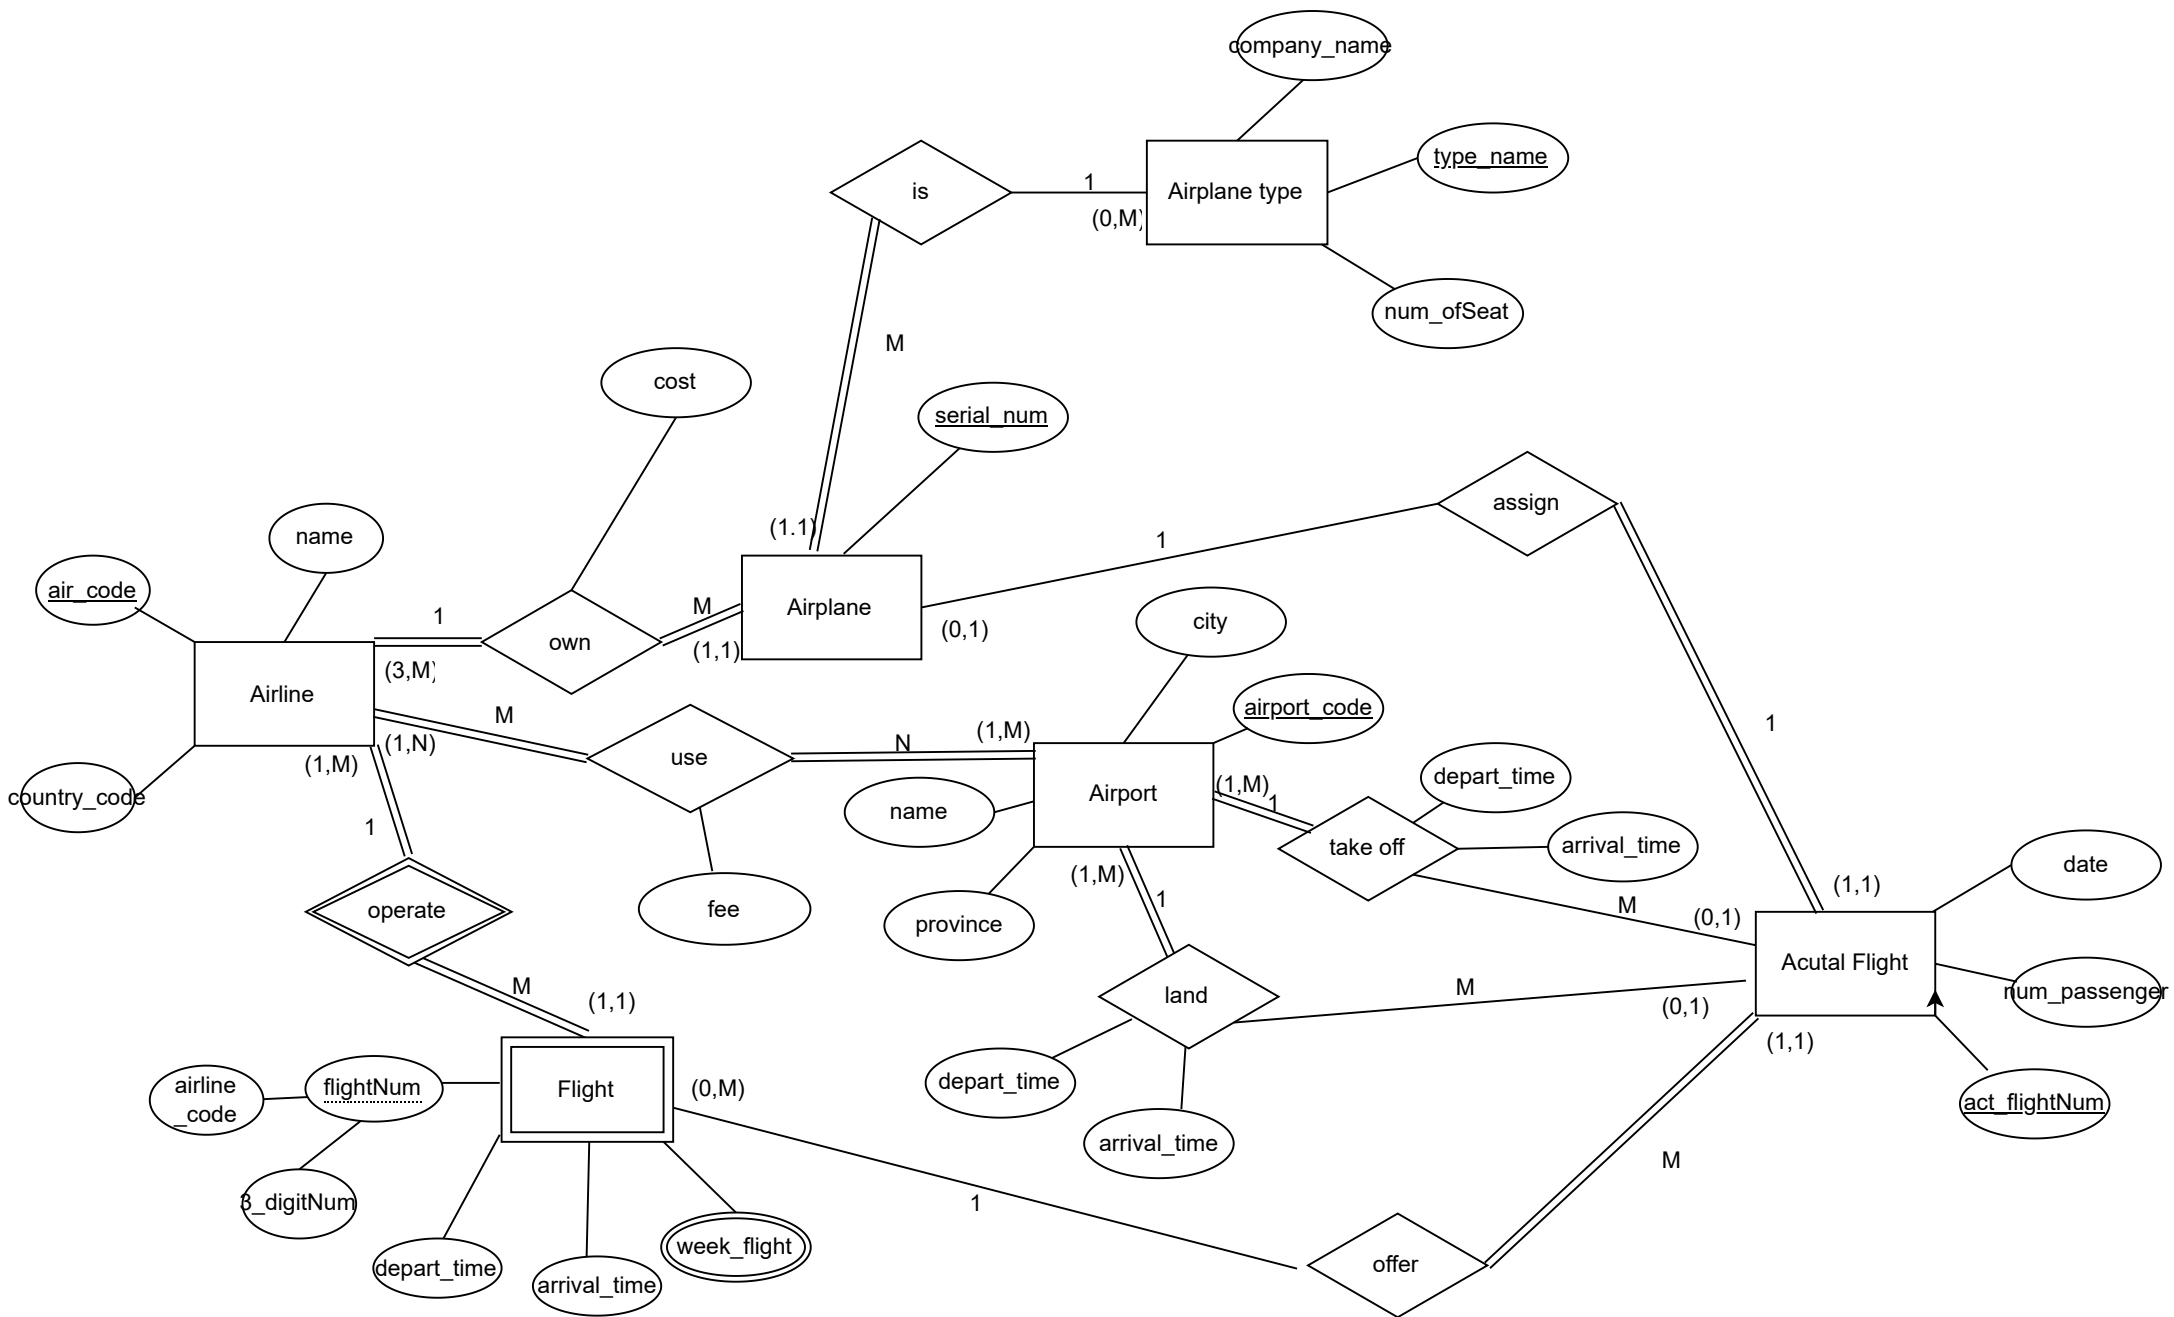 company_name
type_name
Airplane type
is
1
(0,M)
num_ofSeat
M
cost
serial_num
assign
(1.1)
name
air_code
1
own
M
(1,1)
(3,M)
Airplane
(0,1)
1
city
Airline
M
(1,N)
(1,M)
use
N
(1,M)
airport_code
1
country_code
1
Airport
(1,M)
1
depart_time
name
take off
arrival_time
date
(1,M)
1
M
(0,1)
(1,1)
operate
fee
province
Acutal Flight
M
(1,1)
land
M
(0,1)
num_passenger
(1,1)
airline
_code
flightNum
Flight
(0,M)
depart_time
arrival_time
act_flightNum
M
3_digitNum
1
depart_time
arrival_time
week_flight
offer